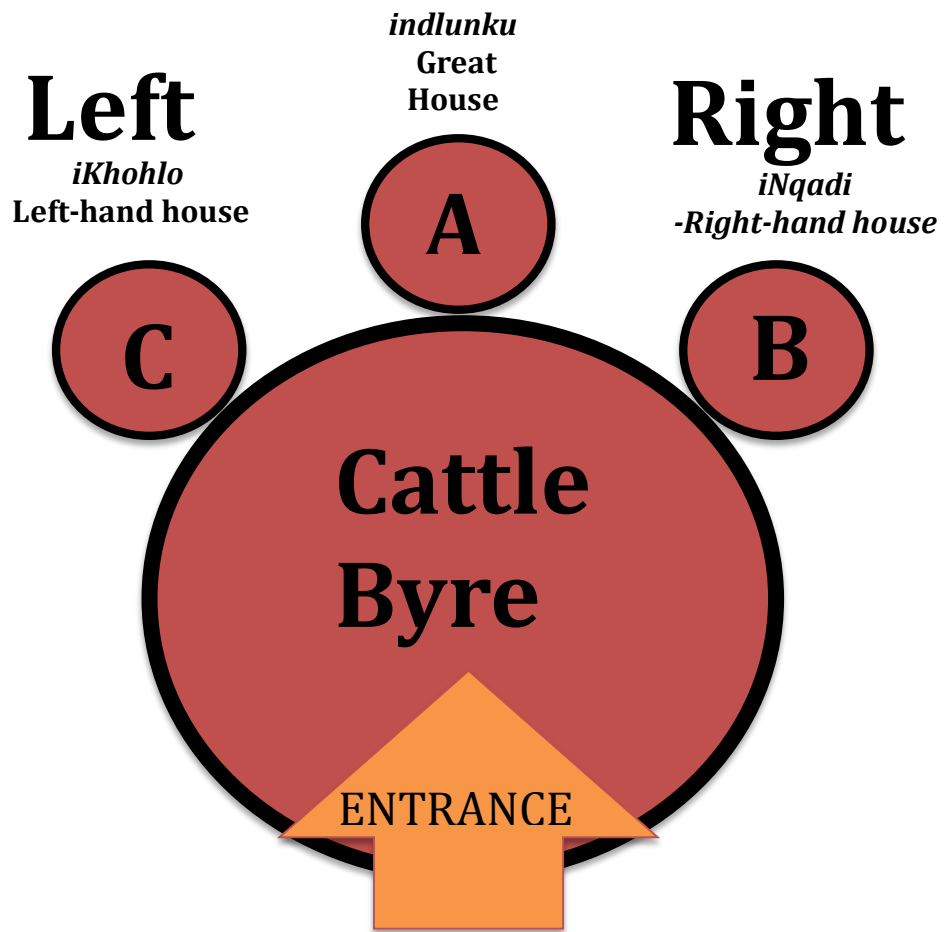 indlunku
Great
House
Left
iKhohlo
Left-hand house
Right
iNqadi
-Right-hand house
A
C
B
Cattle
Byre
ENTRANCE